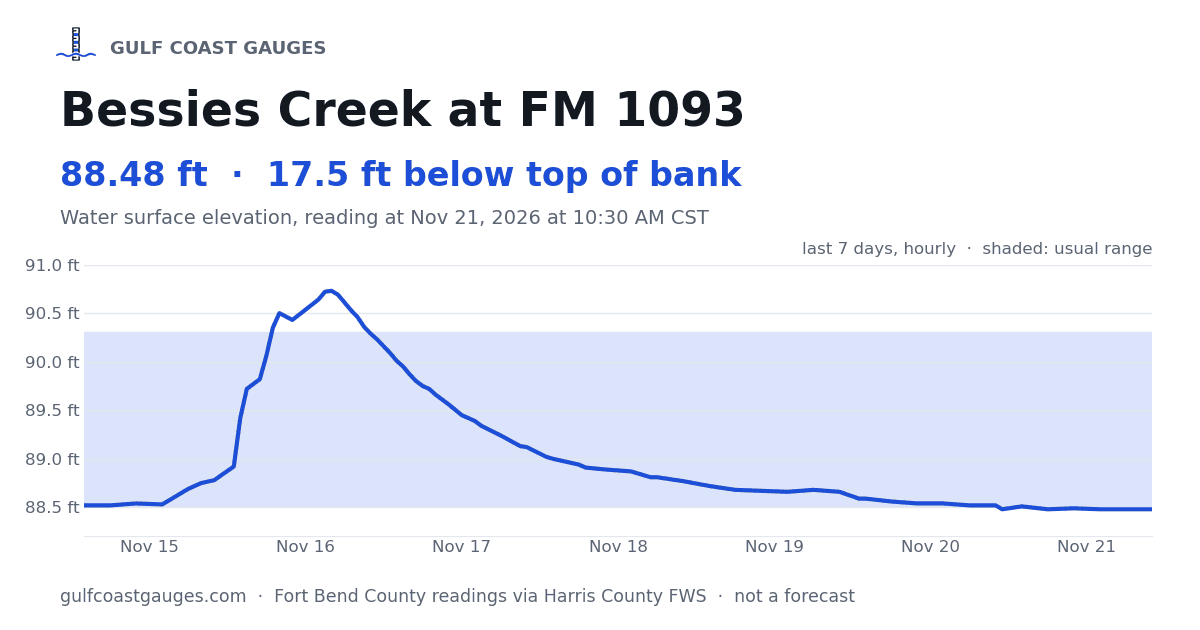 GULF COAST GAUGES
Bessies Creek at FM 1093
88.48 ft · 17.5 ft below top of bank
Water surface elevation, reading at Nov 21, 2026 at 10:30 AM CST
last 7 days, hourly · shaded: usual range
91.0 ft
90.5 ft
90.0 ft
89.5 ft
89.0 ft
88.5 ft
Nov 15 Nov 16 Nov 17 Nov 18 Nov 19 Nov 20 Nov 21
gulfcoastgauges.com · Fort Bend County readings via Harris County FWS · not a forecast